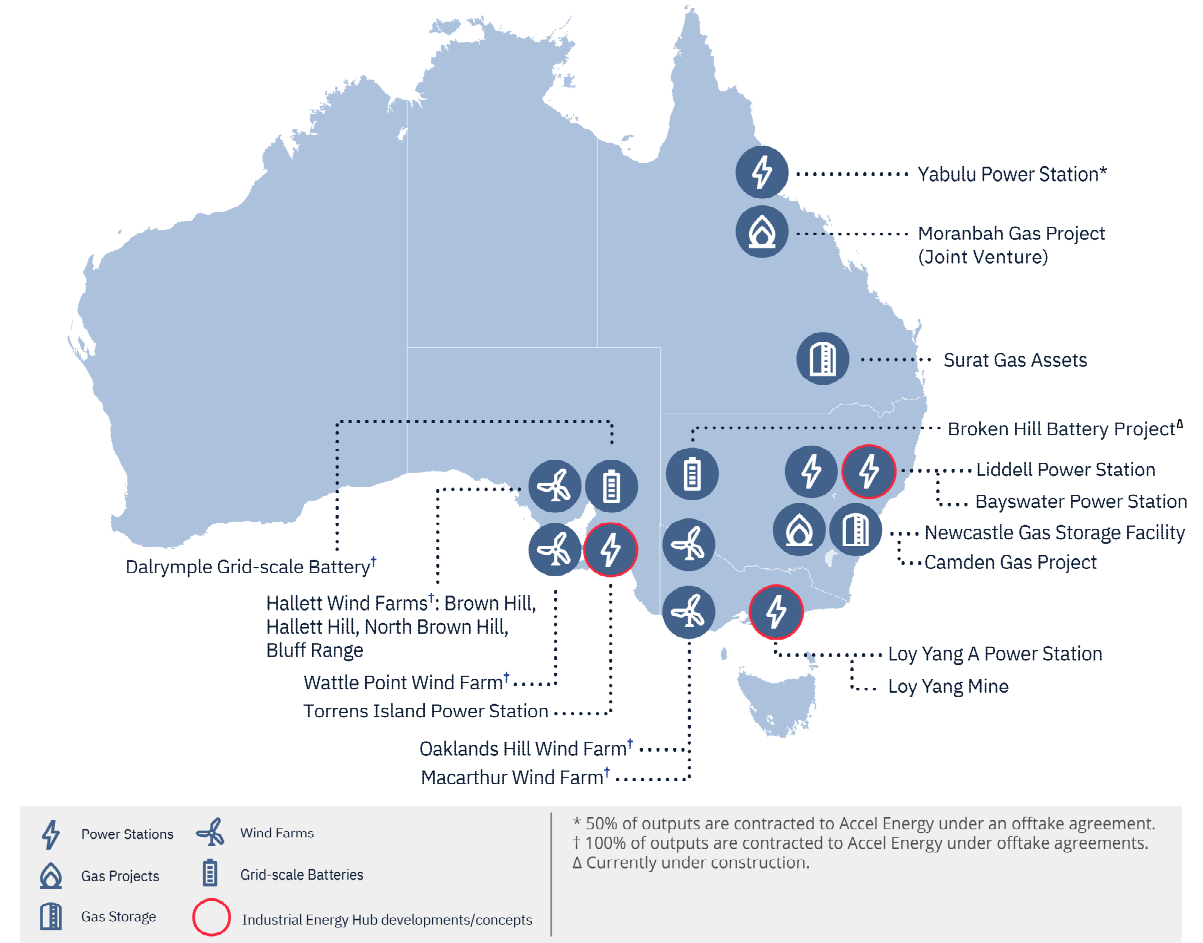 Yabulu Power Station*
Moranbah Gas Project
(Joint Venture)
Surat Gas Assets
Broken Hill Battery Project∆
Liddell Power Station
Bayswater Power Station
Newcastle Gas Storage Facility
Camden Gas Project
Dalrymple Grid-scale Battery†
Hallett Wind Farms†: Brown Hill,
Hallett Hill, North Brown Hill,
Bluff Range
Loy Yang A Power Station
Loy Yang Mine
Wattle Point Wind Farm†
Torrens Island Power Station
Oaklands Hill Wind Farm†
Macarthur Wind Farm†
Power Stations
Wind Farms
Gas Projects
Grid-scale Batteries
Gas Storage
Industrial Energy Hub developments/concepts
* 50% of outputs are contracted to Accel Energy under an offtake agreement.
† 100% of outputs are contracted to Accel Energy under offtake agreements.
∆ Currently under construction.